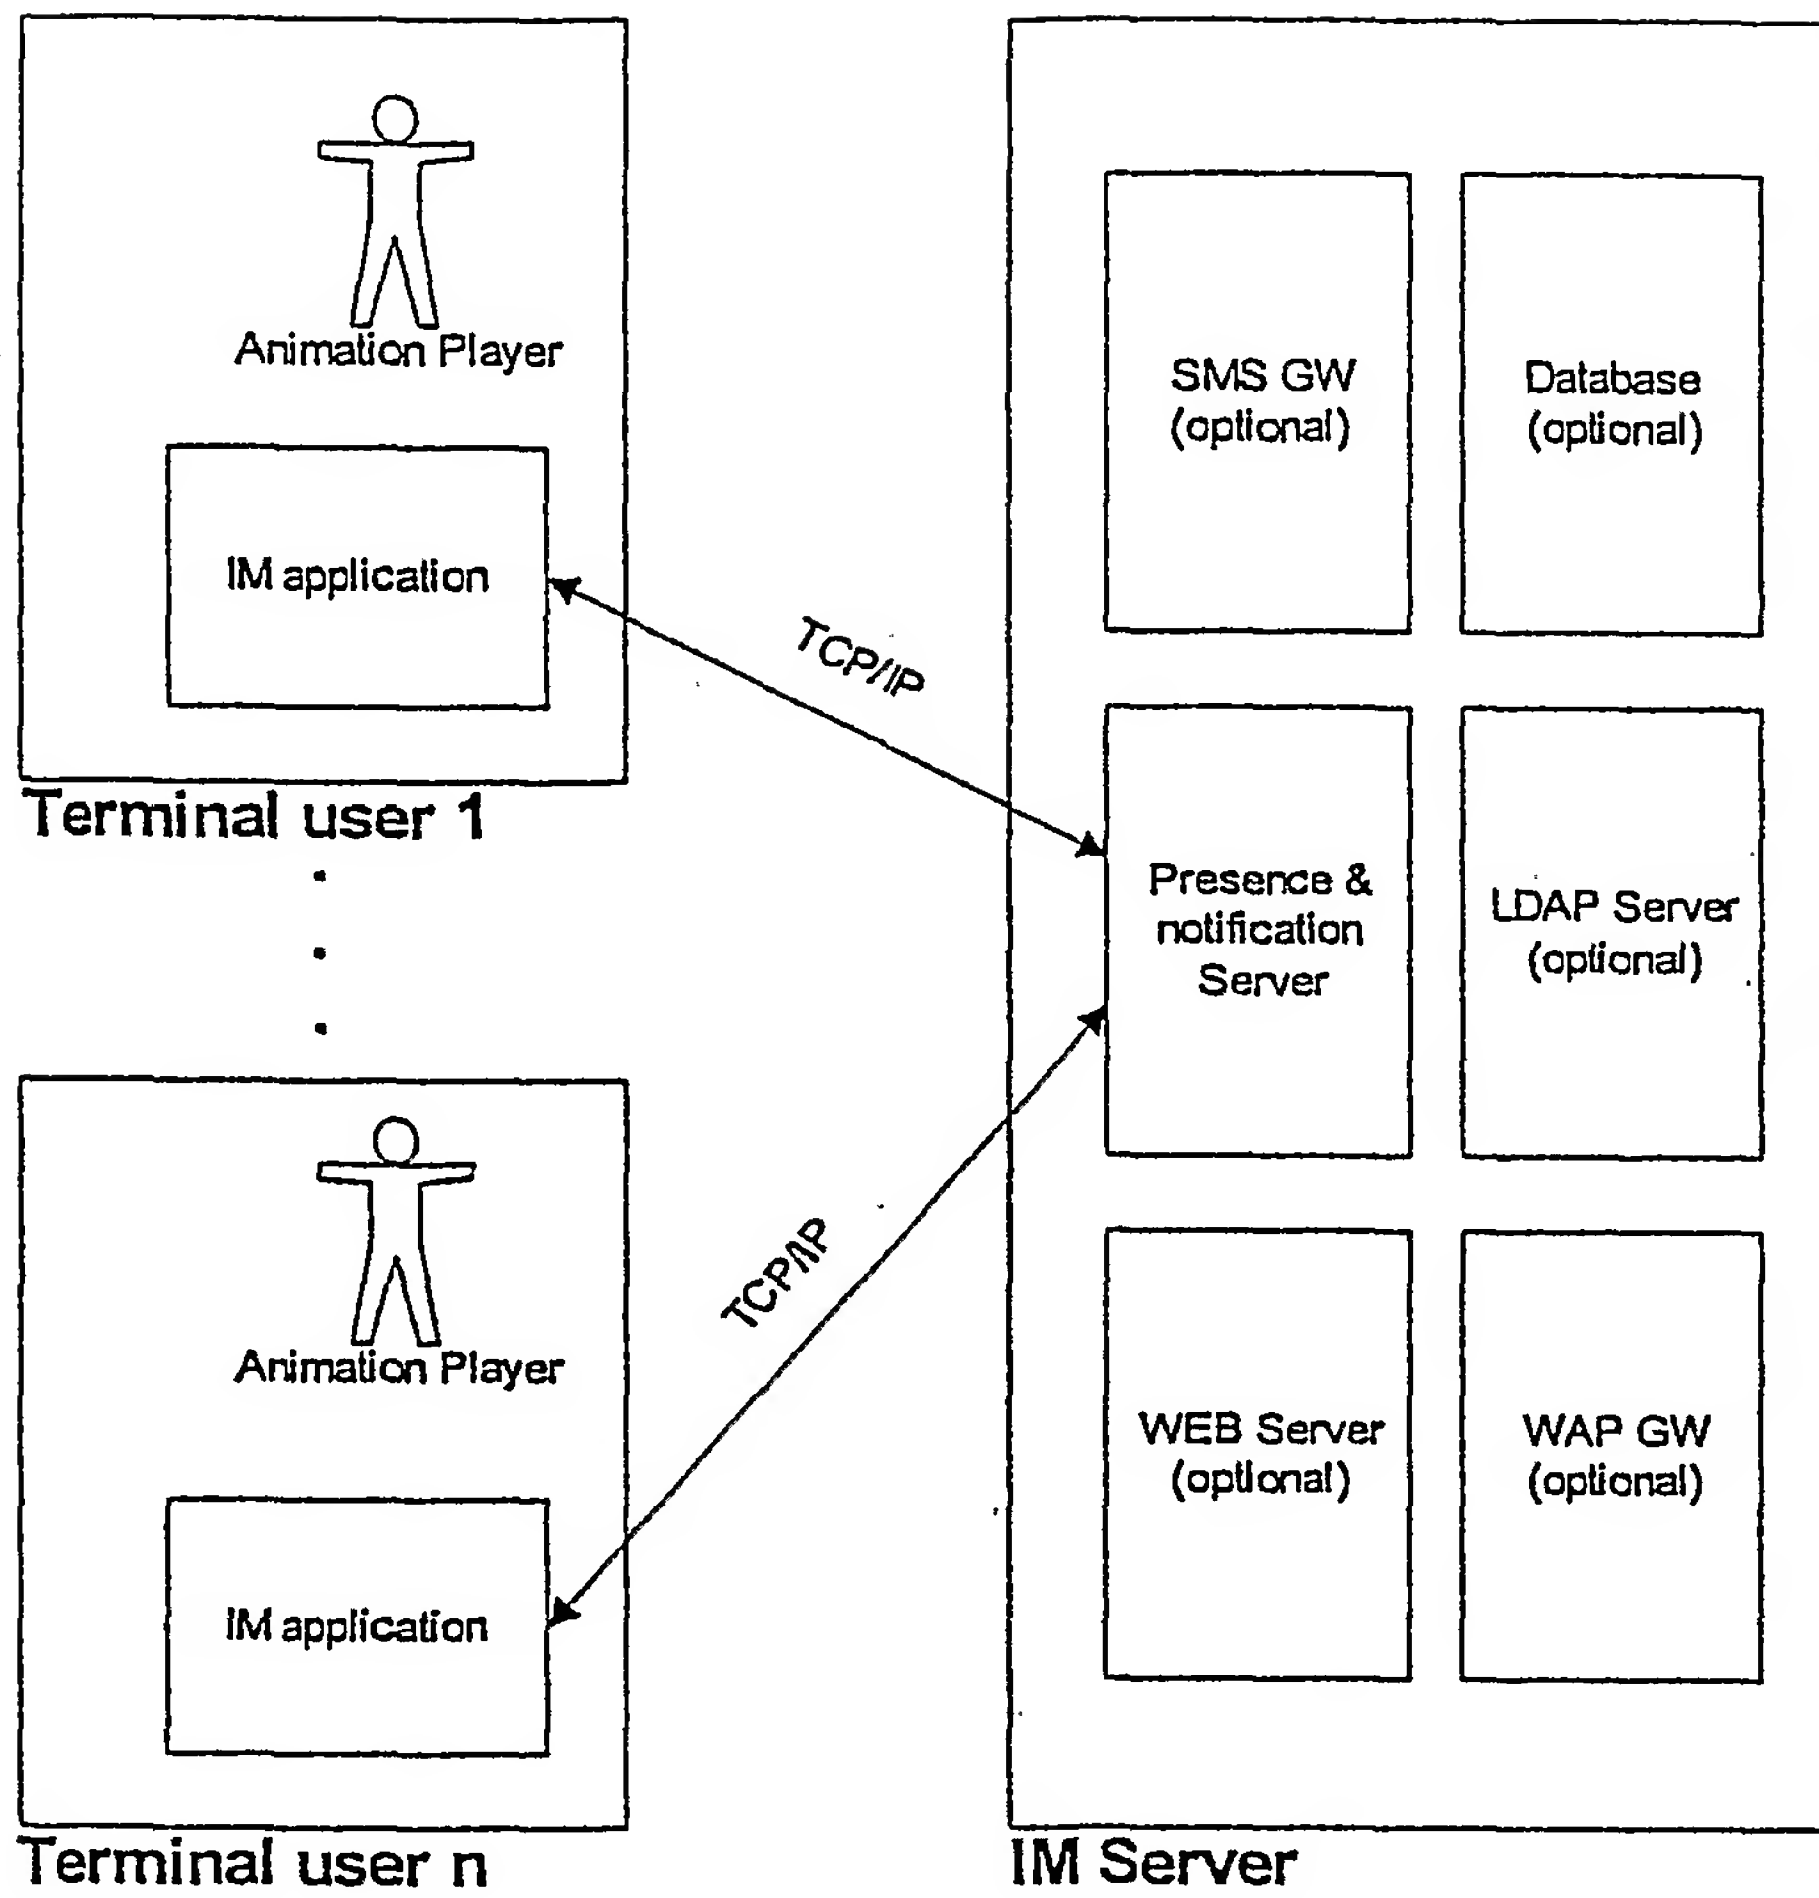 Animation Player
IM application
Terminal user 1
TCP/IP
TCP/IP
Animation Player
IM application
Terminal user n
SMS GW
(optional)
Database
(optional)
Presence &
notification
Server
LDAP Server
(optional)
WEB Server
(optional)
WAP GW
(optional)
IM Server